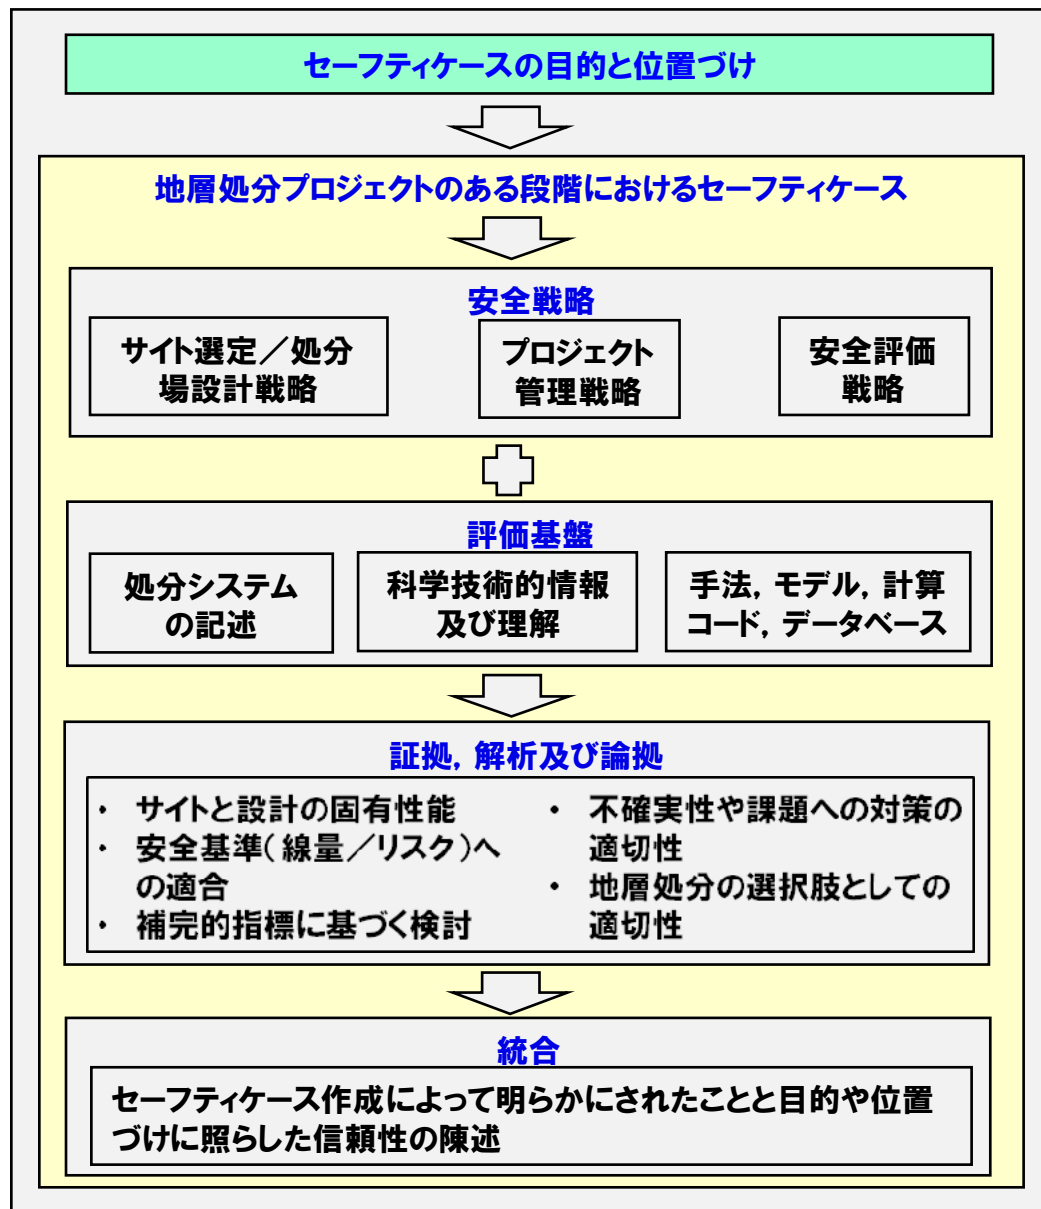 セーフティケースの目的と位置づけ
地層処分プロジェクトのある段階におけるセーフティケース
安全戦略
サイト選定／処分
場設計戦略
プロジェクト
管理戦略
安全評価
戦略
評価基盤
処分システム
の記述
科学技術的情報
及び理解
手法, モデル, 計算
コード, データベース
証拠, 解析及び論拠
・ サイトと設計の固有性能
・ 安全基準（線量／リスク）へ
の適合
・ 補完的指標に基づく検討
・ 不確実性や課題への対策の
適切性
・ 地層処分の選択肢としての
適切性
統合
セーフティケース作成によって明らかにされたことと目的や位置
づけに照らした信頼性の陳述